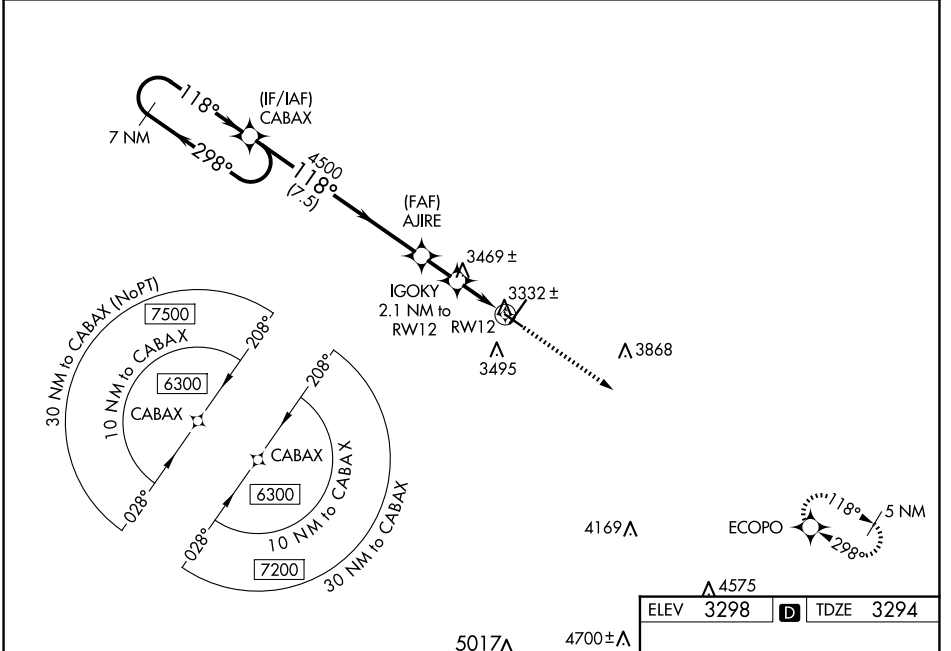 (IF/IAF)
CABAX
118°
7 NM
298°
4500
118°
(7.5)
(FAF)
AJIRE
3469 ±
IGOKY
2.1 NM to
RW12
RW12
3332 ±
3495
3868
30 NM to CABAX (NoPT)
7500
10 NM to CABAX
6300
CABAX
208°
028°
208°
CABAX
6300
10 NM to CABAX
7200
30 NM to CABAX
028°
4169
ECOPO
118°
5 NM
298°
4575
ELEV 3298 D TDZE 3294
5017
4700 ±